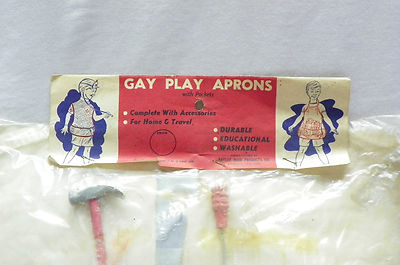 GAY PLAY APRONS
with Pockets
• Complete With Accessories
• For Home & Travel
• DURABLE
• EDUCATIONAL
• WASHABLE